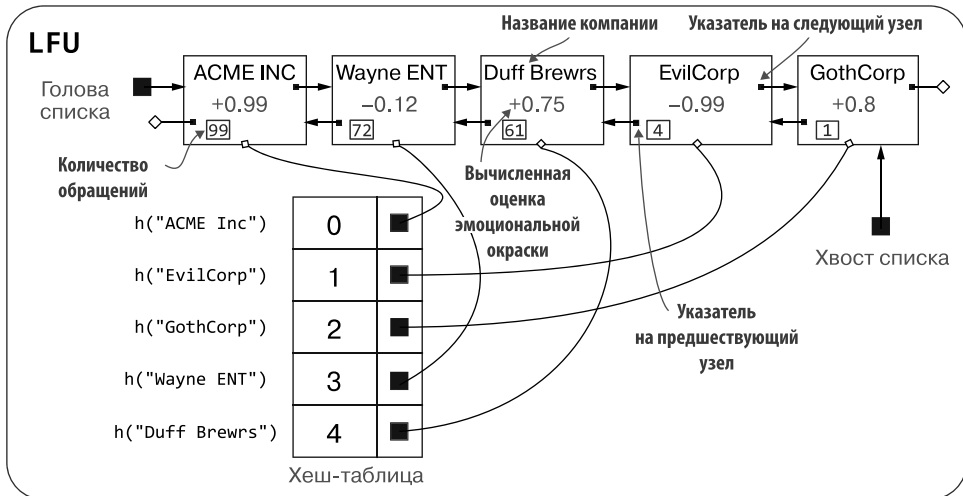 LFU
Название компании
Указатель на следующий узел
Голова
списка
ACME INC
+0.99
99
Wayne ENT
−0.12
72
Duff Brewrs
+0.75
61
EvilCorp
−0.99
4
GothCorp
+0.8
1
Количество
обращений
Вычисленная
оценка
эмоциональной
окраски
Хвост списка
Указатель
на предшествующий
узел
h("ACME Inc")
0
h("EvilCorp")
1
h("GothCorp")
2
h("Wayne ENT")
3
h("Duff Brewrs")
4
Хеш-таблица